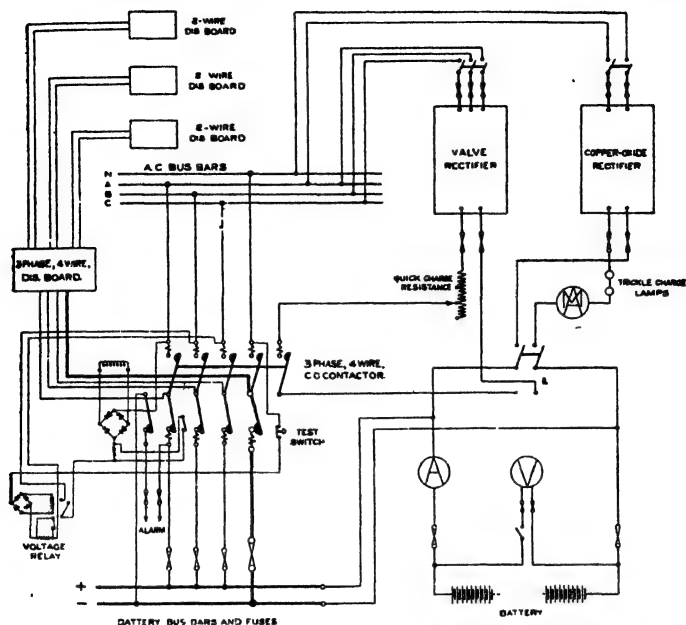 2-WIRE
DIS BOARD
2 WIRE
DIS BOARD
2-WIRE
DIS BOARD
A.C. BUS BARS
N
A
B
C
VALVE
RECTIFIER
COPPER-OXIDE
RECTIFIER
3 PHASE, 4 WIRE,
DIS. BOARD.
QUICK CHARGE
RESISTANCE
TRICKLE CHARGE
LAMPS
3 PHASE, 4 WIRE,
C.O CONTACTOR.
TEST
SWITCH
A
V
ALARM
VOLTAGE
RELAY
+
−
BATTERY
BATTERY BUS BARS AND FUSES